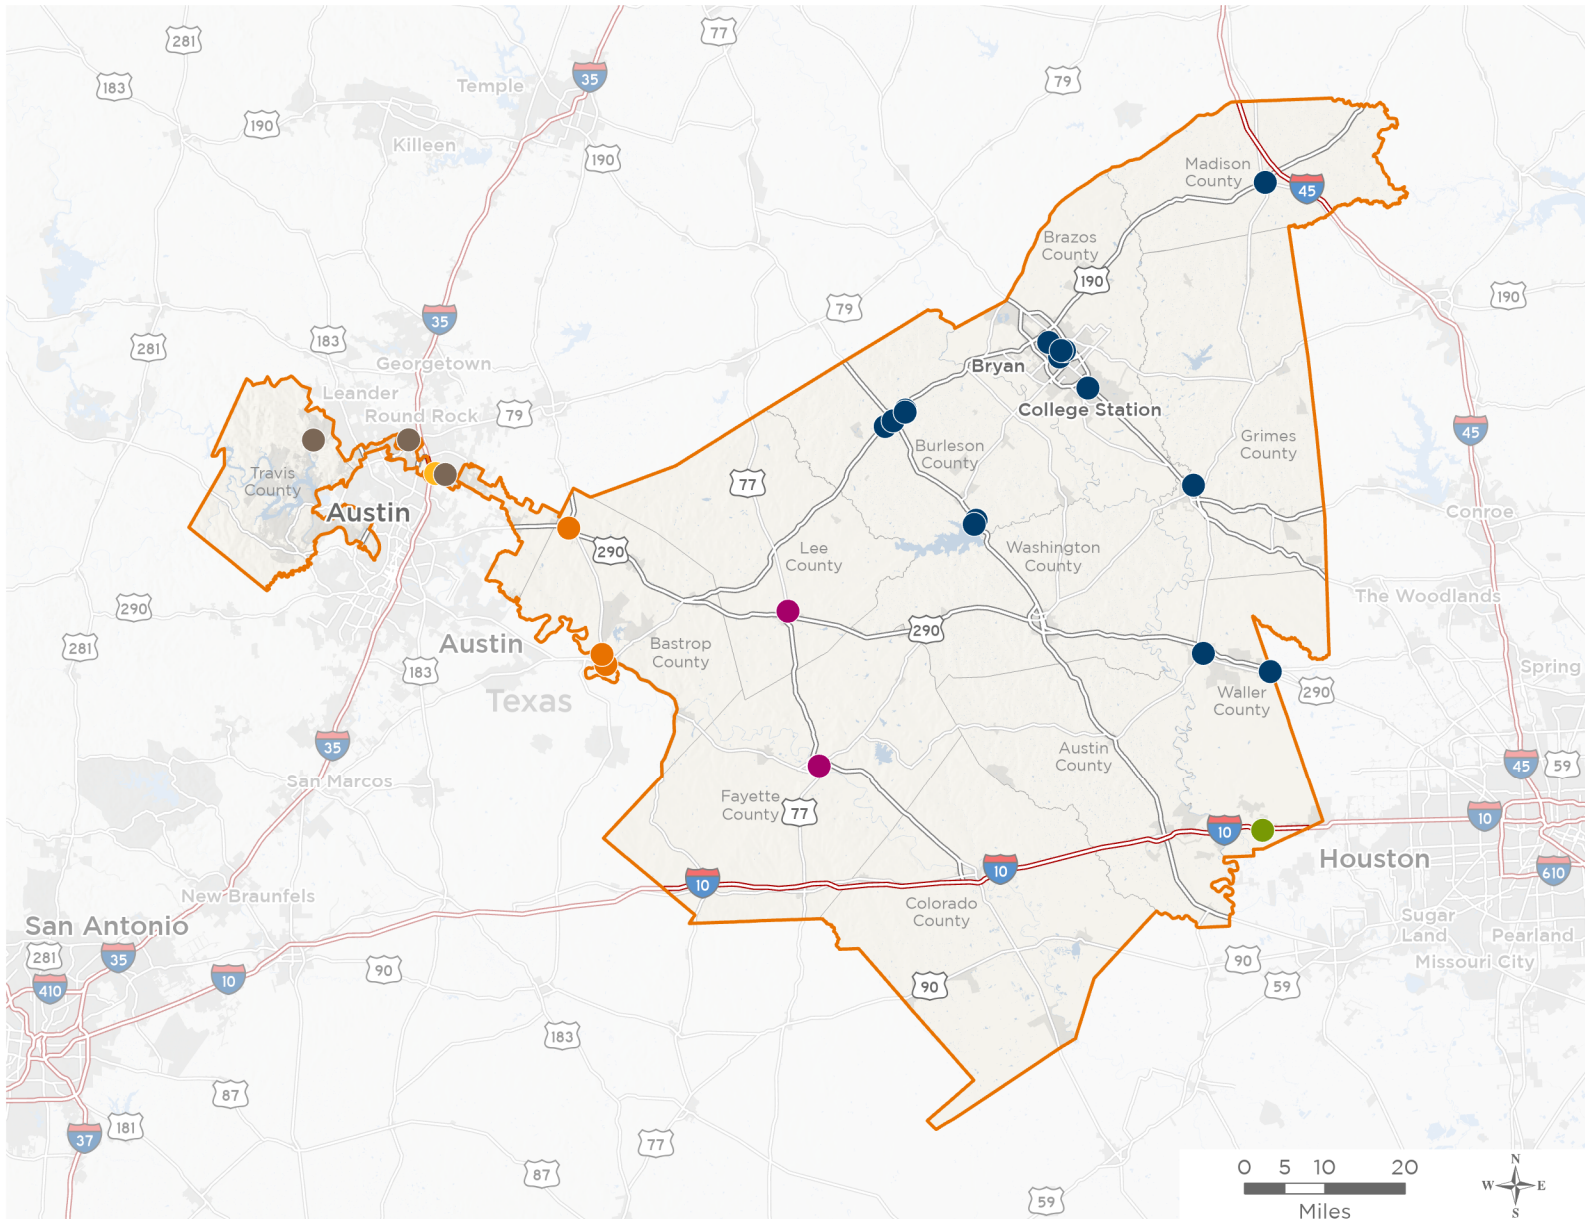 77
281
35
79
183
Temple
190
Killeen
190
Madison
County
45
Brazos
County
190
190
79
35
183
281
Georgetown
Bryan
Leander
Round Rock
79
College Station
45
Grimes
County
Burleson
County
Travis
County
77
Austin
Conroe
290
Lee
County
Washington
County
290
The Woodlands
290
281
Austin
Bastrop
County
183
Spring
Texas
Waller
County
290
35
Austin
County
45
59
San Marcos
Fayette
County
77
10
10
Houston
10
610
10
New Braunfels
Colorado
County
San Antonio
Sugar
Land
Pearland
281
35
90
90
Missouri City
10
410
90
59
183
87
181
37
77
87
59
0 5 10 20
Miles
N
W E
S